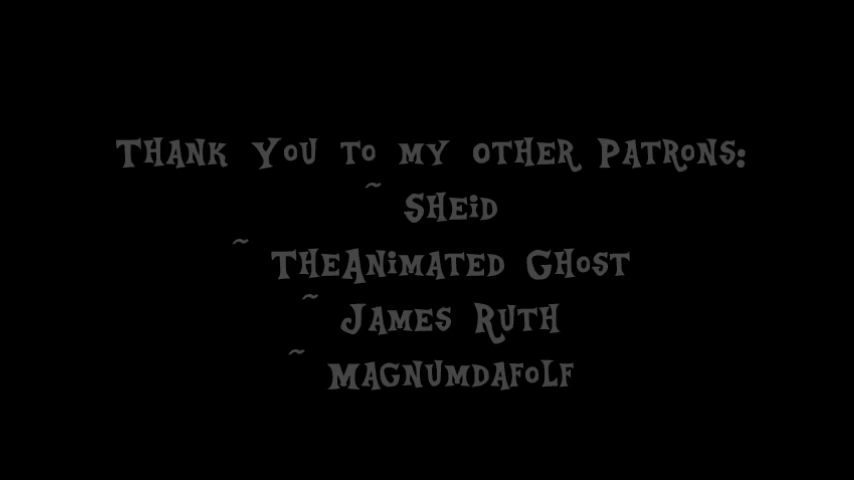 Thank You to my other Patrons:
~ Sheid
~ TheAnimated Ghost
~ James Ruth
~ Magnumdafolf